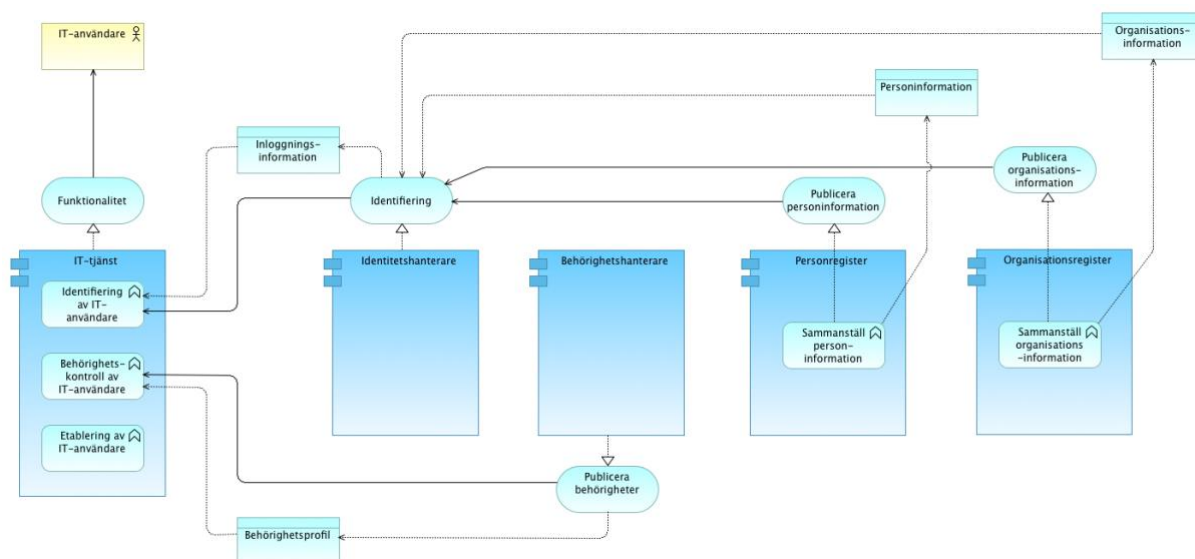 IT-användare
Organisations-
information
Personinformation
Inloggnings-
information
Funktionalitet
Identifiering
Publicera
personinformation
Publicera
organisations-
information
IT-tjänst
Identitetshanterare
Behörighetshanterare
Personregister
Organisationsregister
Identifiering
av IT-
användare
Sammanställ
person-
information
Sammanställ
organisations
-information
Behörighets-
kontroll av
IT-användare
Etablering av
IT-användare
Publicera
behörigheter
Behörighetsprofil